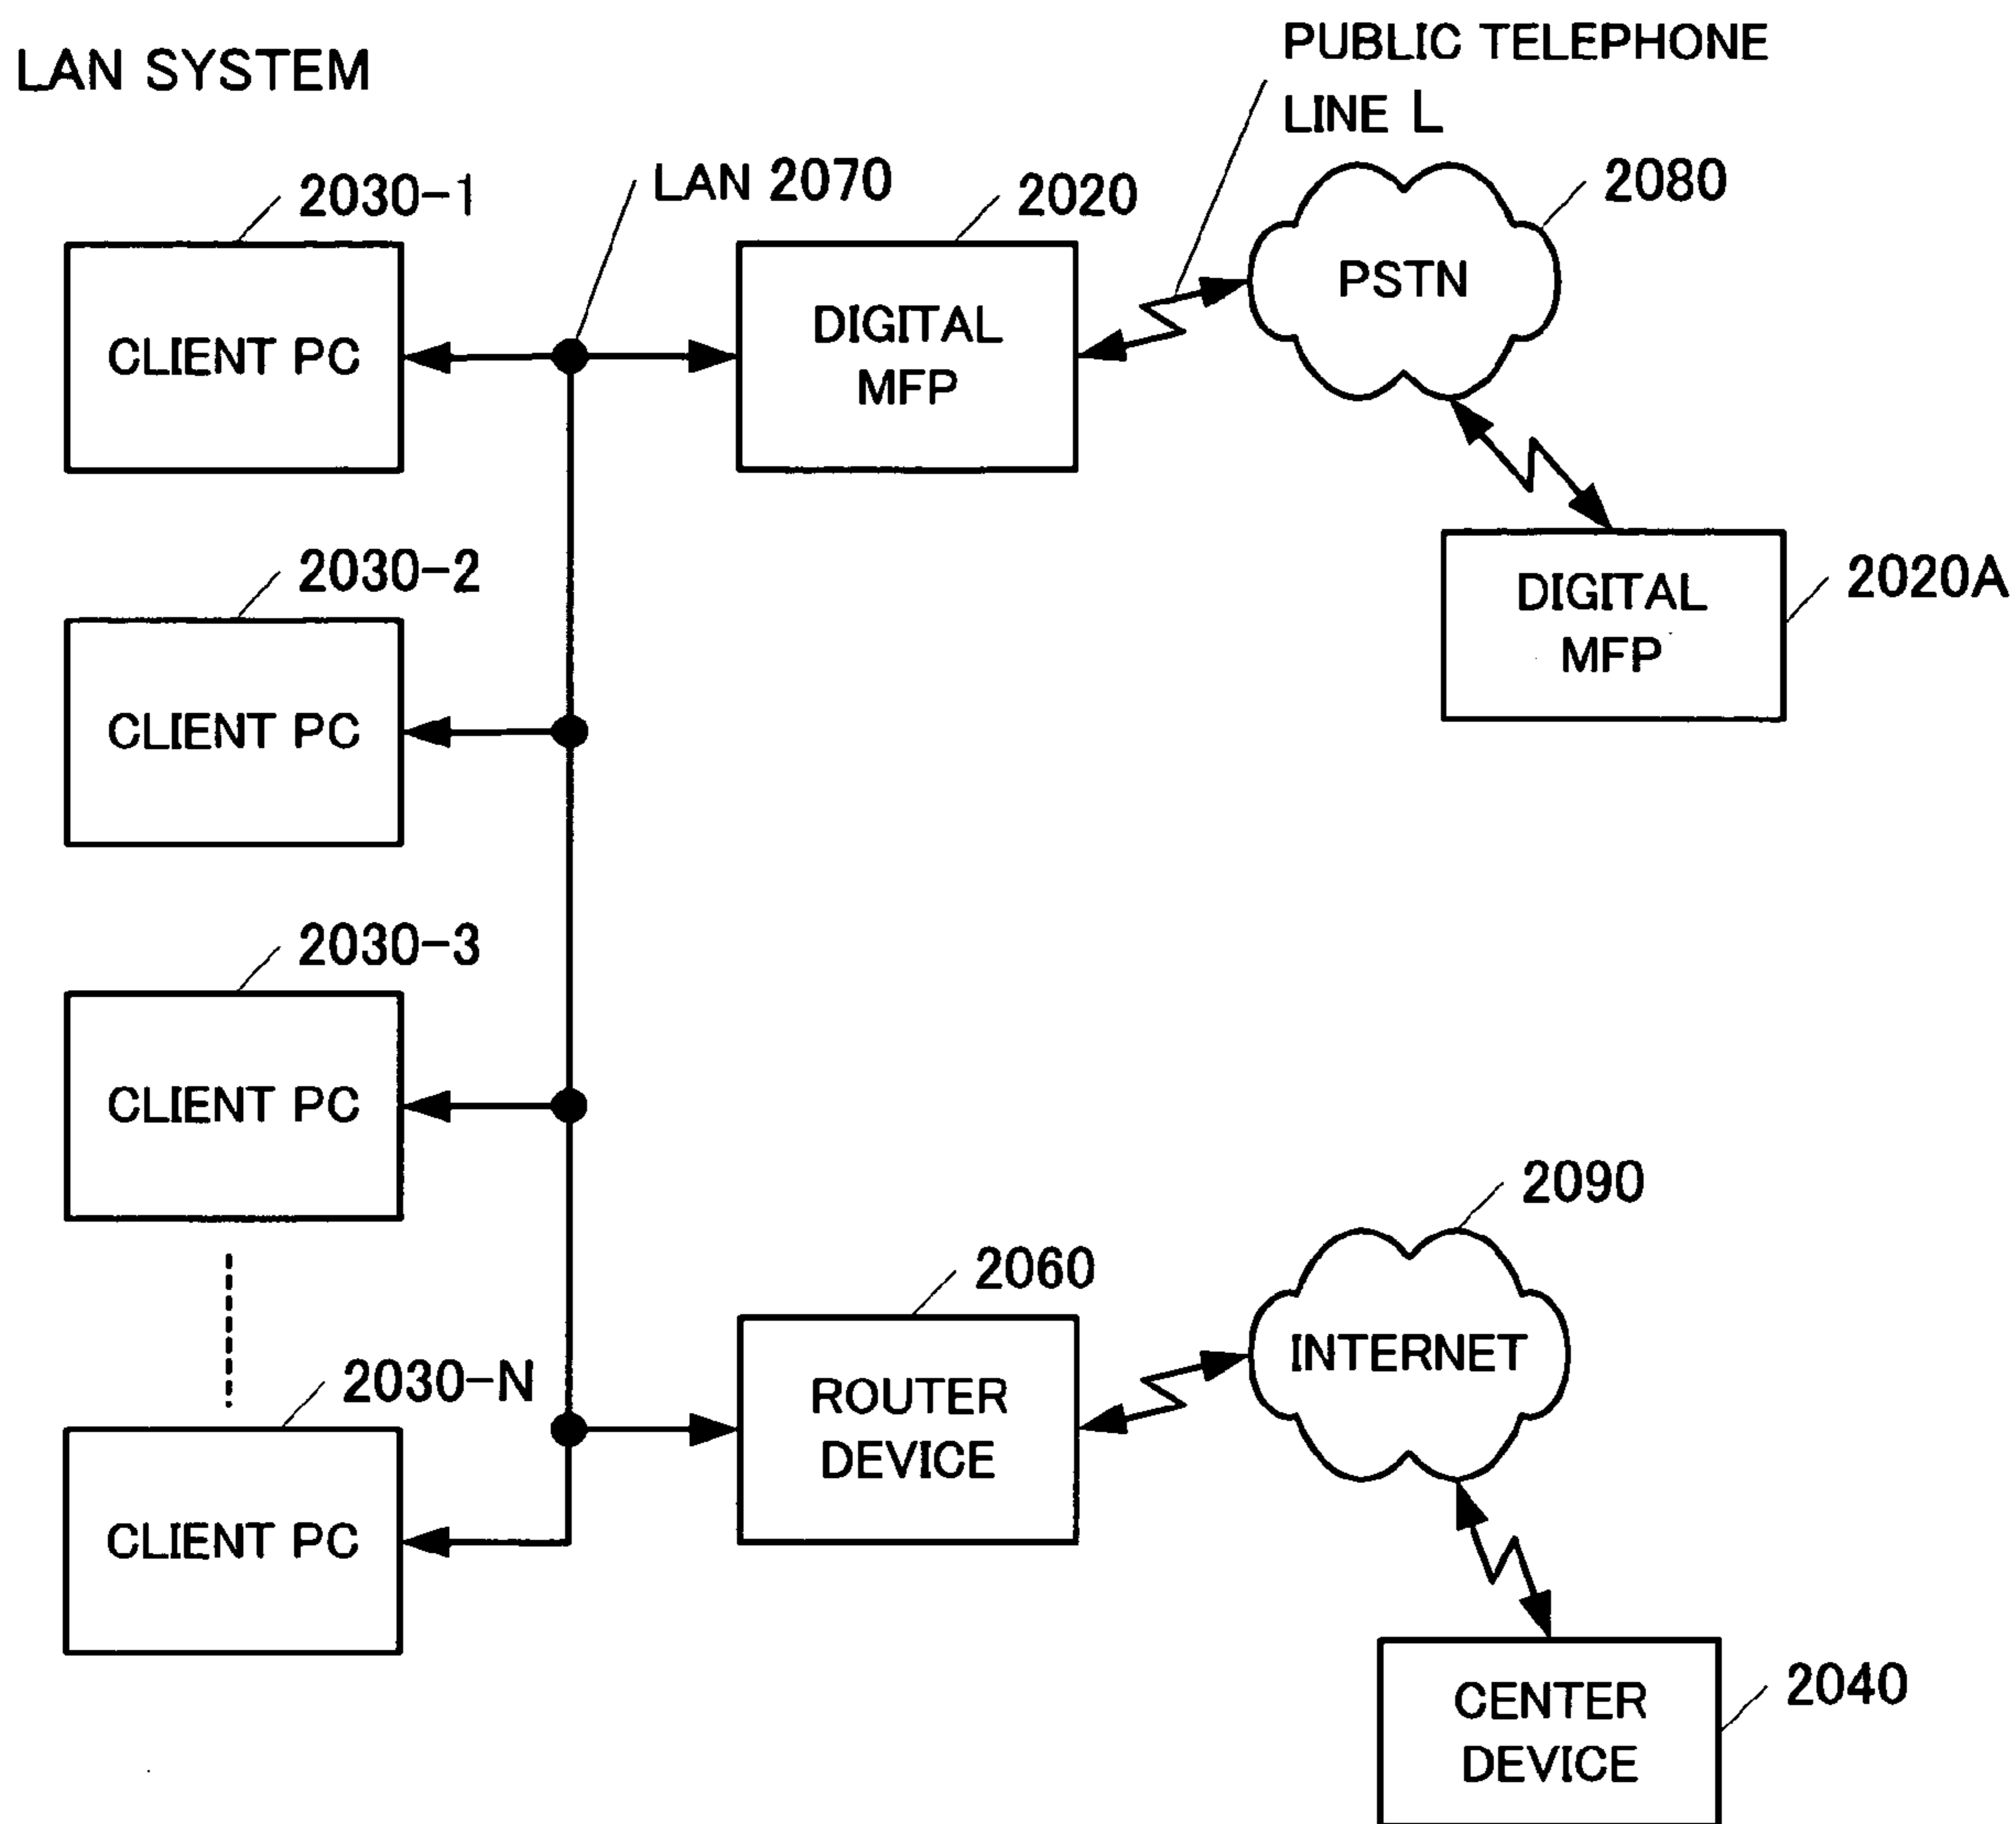 LAN SYSTEM
PUBLIC TELEPHONE
LINE L
2030-1
LAN 2070
2020
2080
CLIENT PC
DIGITAL
MFP
PSTN
2030-2
CLIENT PC
DIGITAL
MFP
2020A
2030-3
CLIENT PC
2090
2060
INTERNET
2030-N
ROUTER
DEVICE
CLIENT PC
CENTER
DEVICE
2040